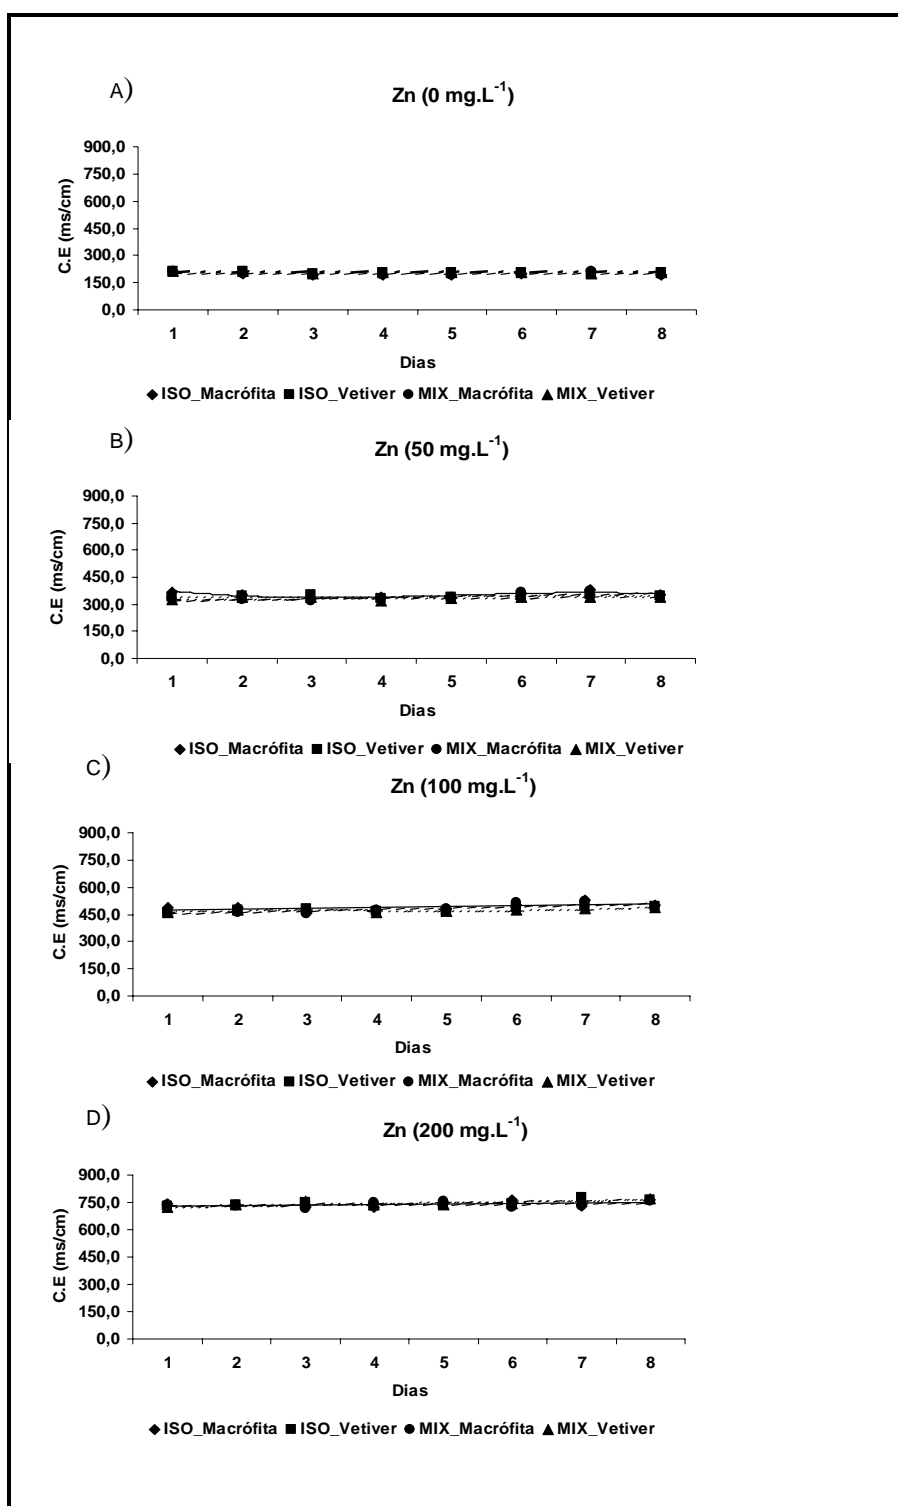 A)
Zn (0 mg.L⁻¹)
900,0
750,0
600,0
450,0
300,0
150,0
0,0
C.E (ms/cm)
1 2 3 4 5 6 7 8
Dias
ISO_Macrófita ISO_Vetiver MIX_Macrófita MIX_Vetiver
B)
Zn (50 mg.L⁻¹)
900,0
750,0
600,0
450,0
300,0
150,0
0,0
C.E (ms/cm)
1 2 3 4 5 6 7 8
Dias
ISO_Macrófita ISO_Vetiver MIX_Macrófita MIX_Vetiver
C)
Zn (100 mg.L⁻¹)
900,0
750,0
600,0
450,0
300,0
150,0
0,0
C.E (ms/cm)
1 2 3 4 5 6 7 8
Dias
ISO_Macrófita ISO_Vetiver MIX_Macrófita MIX_Vetiver
D)
Zn (200 mg.L⁻¹)
900,0
750,0
600,0
450,0
300,0
150,0
0,0
C.E (ms/cm)
1 2 3 4 5 6 7 8
Dias
ISO_Macrófita ISO_Vetiver MIX_Macrófita MIX_Vetiver